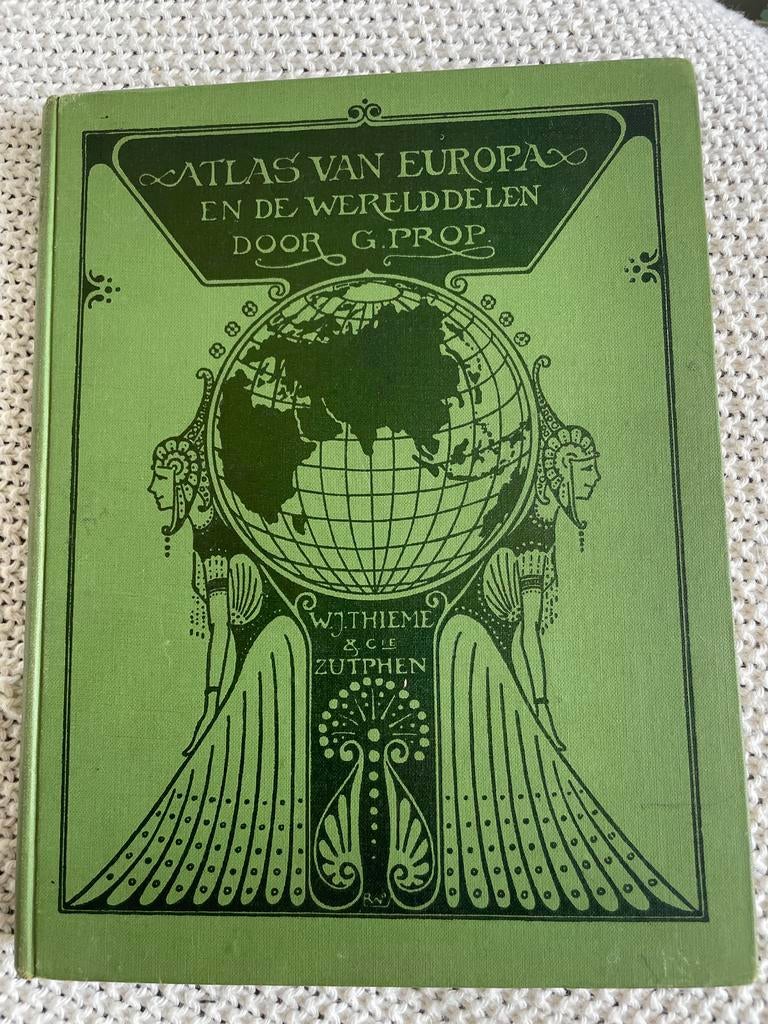 ATLAS VAN EUROPA
EN DE WERELDDELEN
DOOR G. PROP.
W.J. THIEME
& CIE
ZUTPHEN